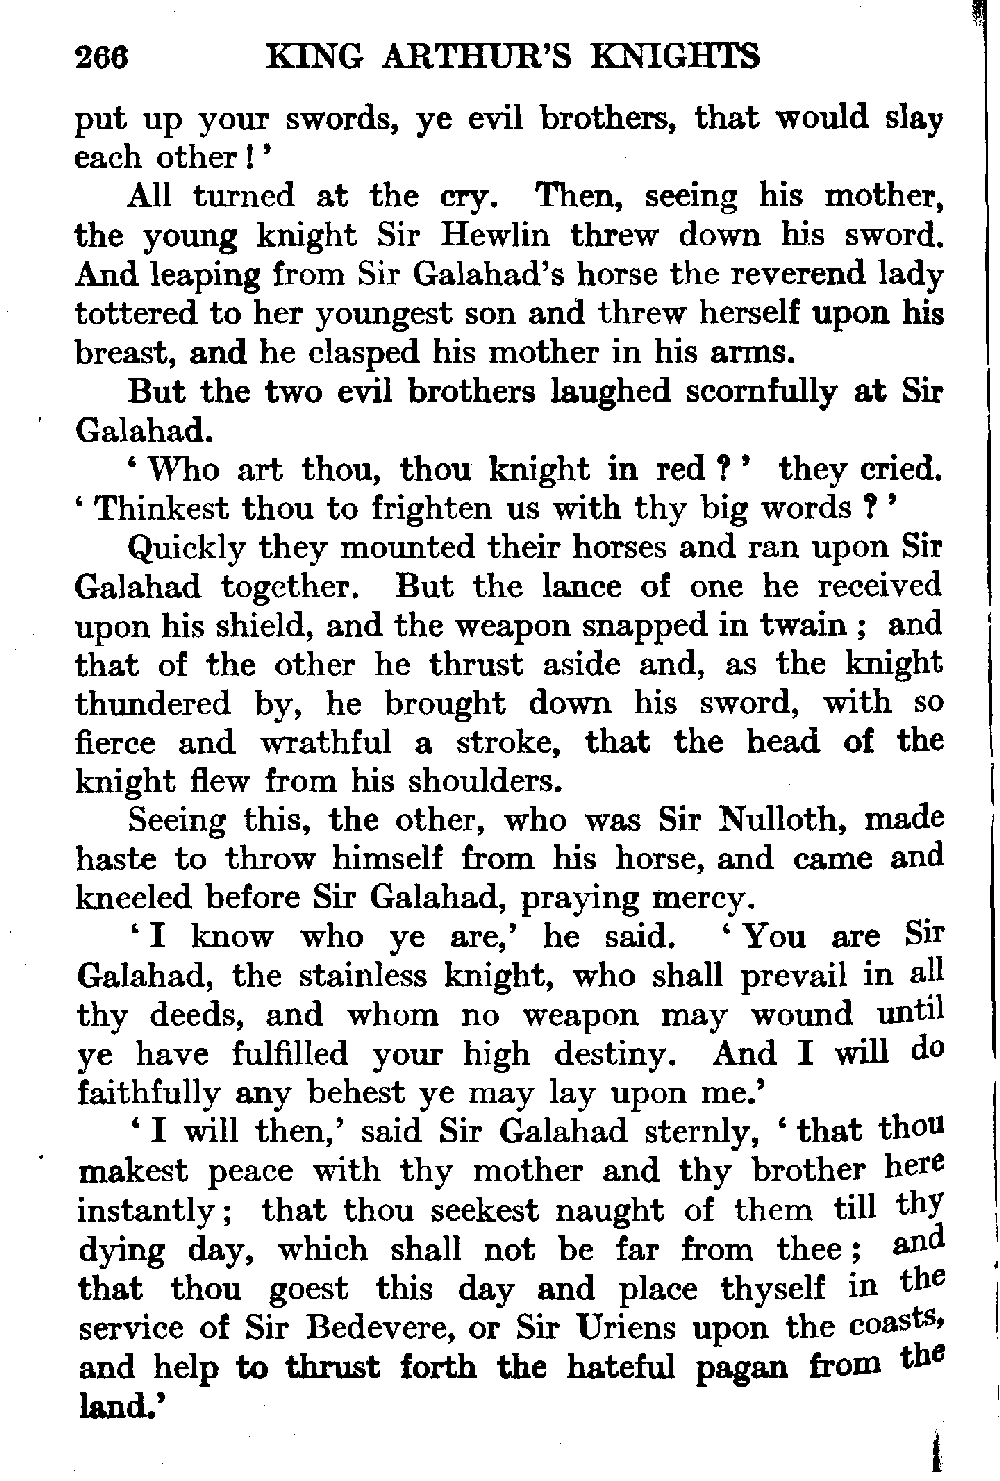 266 KING ARTHUR'S KNIGHTS
put up your swords, ye evil brothers, that would slay
each other ! ’
All turned at the cry. Then, seeing his mother,
the young knight Sir Hewlin threw down his sword.
And leaping from Sir Galahad’s horse the reverend lady
tottered to her youngest son and threw herself upon his
breast, and he clasped his mother in his arms.
But the two evil brothers laughed scornfully at Sir
Galahad.
‘ Who art thou, thou knight in red ? ’ they cried.
‘ Thinkest thou to frighten us with thy big words ? ’
Quickly they mounted their horses and ran upon Sir
Galahad together. But the lance of one he received
upon his shield, and the weapon snapped in twain ; and
that of the other he thrust aside and, as the knight
thundered by, he brought down his sword, with so
fierce and wrathful a stroke, that the head of the
knight flew from his shoulders.
Seeing this, the other, who was Sir Nulloth, made
haste to throw himself from his horse, and came and
kneeled before Sir Galahad, praying mercy.
‘ I know who ye are,’ he said. ‘ You are Sir
Galahad, the stainless knight, who shall prevail in all
thy deeds, and whom no weapon may wound until
ye have fulfilled your high destiny. And I will do
faithfully any behest ye may lay upon me.’
‘ I will then,’ said Sir Galahad sternly, ‘ that thou
makest peace with thy mother and thy brother here
instantly ; that thou seekest naught of them till thy
dying day, which shall not be far from thee ; and
that thou goest this day and place thyself in the
service of Sir Bedevere, or Sir Uriens upon the coasts,
and help to thrust forth the hateful pagan from the
land.’